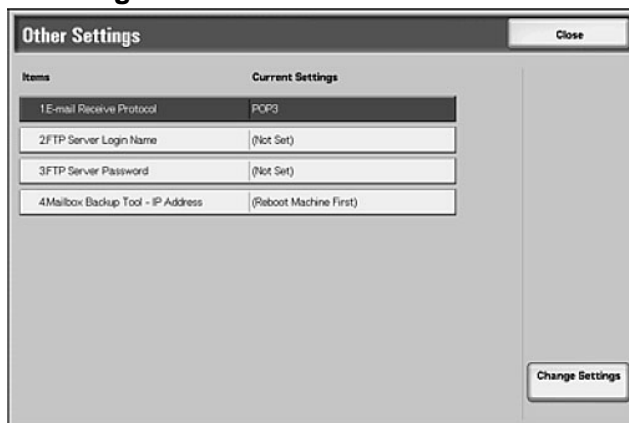 Other Settings
Close
Items
Current Settings
1.E-mail Receive Protocol
POP3
2.FTP Server Login Name
(Not Set)
3.FTP Server Password
(Not Set)
4.Mailbox Backup Tool - IP Address
(Reboot Machine First)
Change Settings